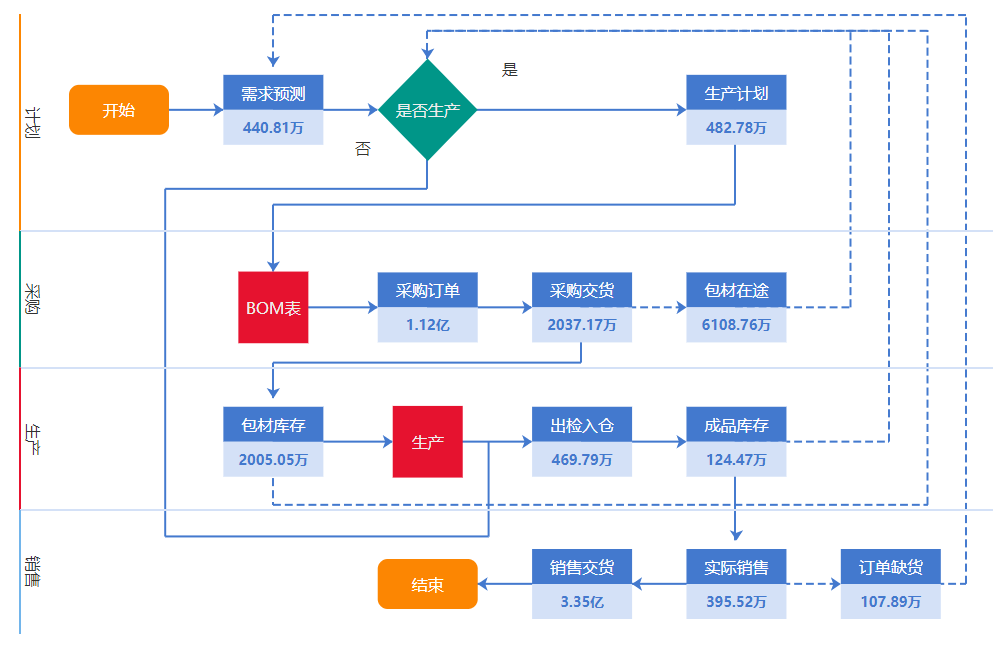 计划
开始
需求预测
440.81万
是否生产
是
否
生产计划
482.78万
采购
BOM表
采购订单
1.12亿
采购交货
2037.17万
包材在途
6108.76万
生产
包材库存
2005.05万
生产
出检入仓
469.79万
成品库存
124.47万
销售
结束
销售交货
3.35亿
实际销售
395.52万
订单缺货
107.89万